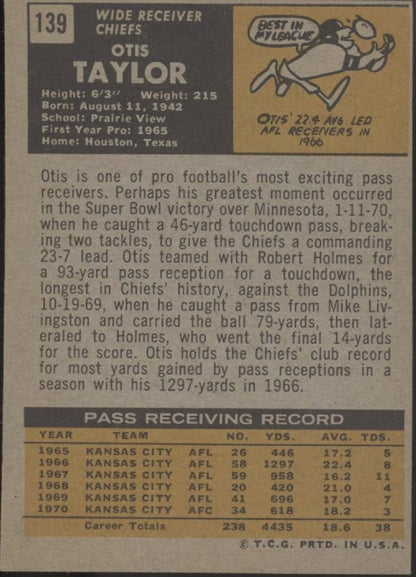 139
WIDE RECEIVER
CHIEFS
OTIS
TAYLOR
Height: 6'3" Weight: 215
Born: August 11, 1942
School: Prairie View
First Year Pro: 1965
Home: Houston, Texas
BEST IN
MY LEAGUE
OTIS' 22.4 AVG. LED
AFL RECEIVERS IN
1966
Otis is one of pro football's most exciting pass
receivers. Perhaps his greatest moment occurred
in the Super Bowl victory over Minnesota, 1-11-70,
when he caught a 46-yard touchdown pass, break-
ing two tackles, to give the Chiefs a commanding
23-7 lead. Otis teamed with Robert Holmes for
a 93-yard pass reception for a touchdown, the
longest in Chiefs' history, against the Dolphins,
10-19-69, when he caught a pass from Mike Liv-
ingston and carried the ball 79-yards, then lat-
eraled to Holmes, who went the final 14-yards
for the score. Otis holds the Chiefs' club record
for most yards gained by pass receptions in a
season with his 1297-yards in 1966.
PASS RECEIVING RECORD
YEAR TEAM NO. YDS. AVG. TDS.
1965 KANSAS CITY AFL 26 446 17.2 5
1966 KANSAS CITY AFL 58 1297 22.4 8
1967 KANSAS CITY AFL 59 958 16.2 11
1968 KANSAS CITY AFL 20 420 21.0 4
1969 KANSAS CITY AFL 41 696 17.0 7
1970 KANSAS CITY AFC 34 618 18.2 3
Career Totals 238 4435 18.6 38
© T.C.G. PRTD. IN U.S.A.